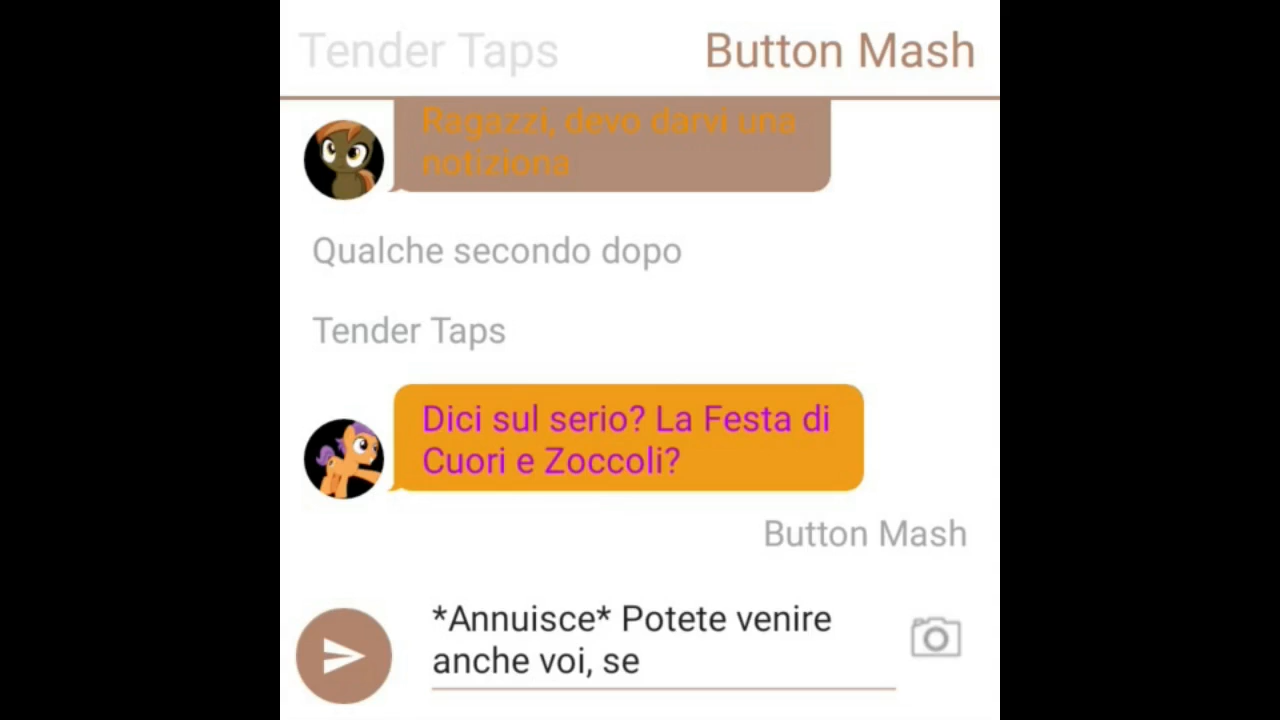 Tender Taps Button Mash
Ragazzi, devo darvi una
notiziona
Qualche secondo dopo
Tender Taps
Dici sul serio? La Festa di
Cuori e Zoccoli?
Button Mash
*Annuisce* Potete venire
anche voi, se